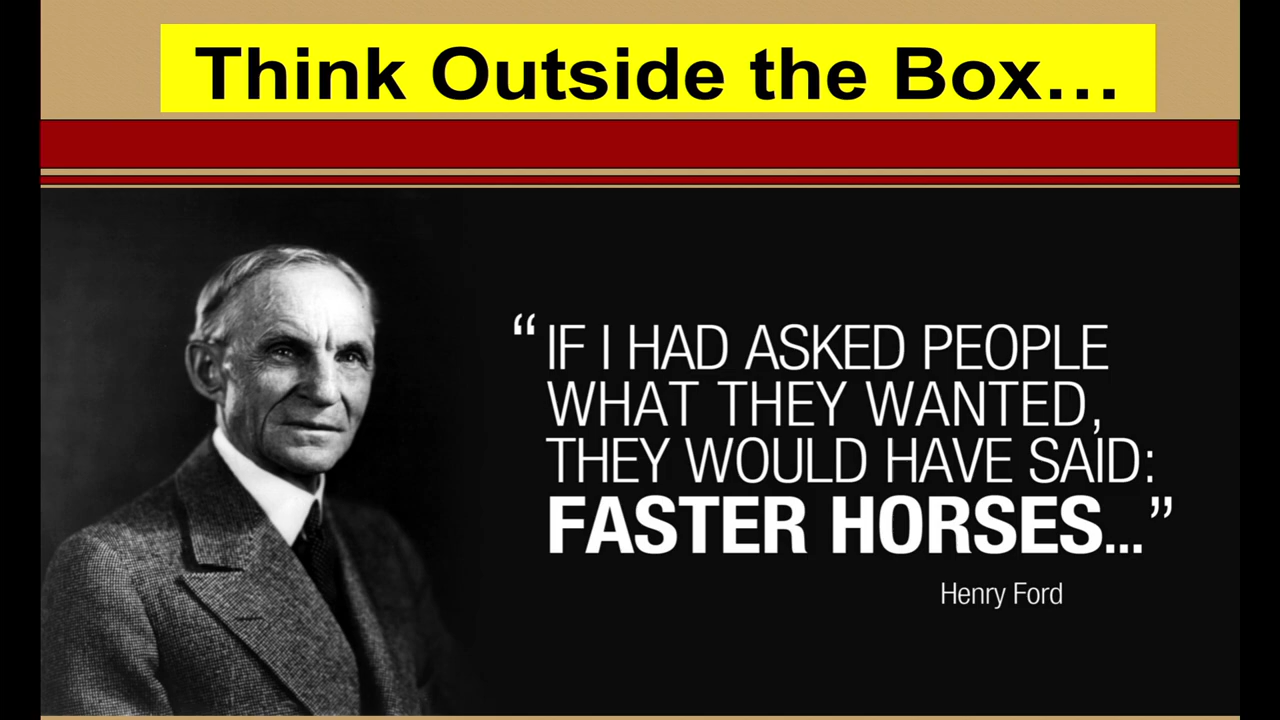 Think Outside the Box…
“IF I HAD ASKED PEOPLE
WHAT THEY WANTED,
THEY WOULD HAVE SAID:
FASTER HORSES...”
Henry Ford